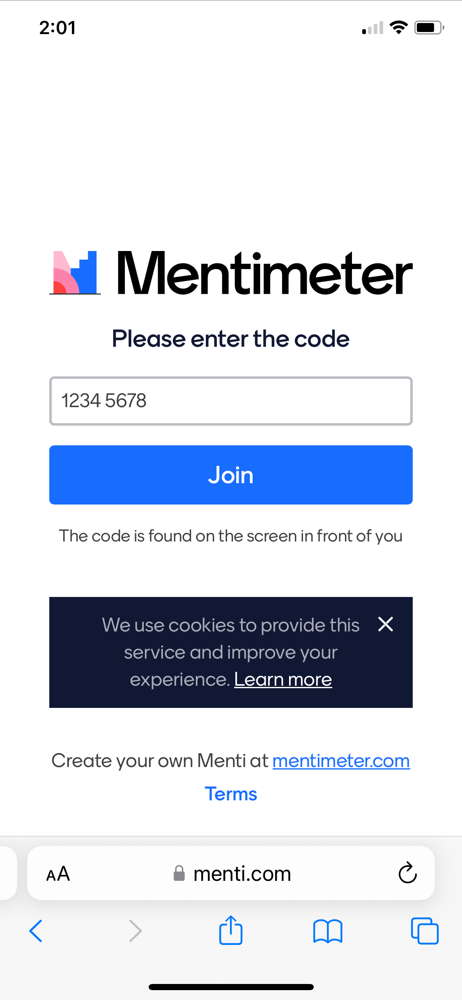 2:01
Mentimeter
Please enter the code
1234 5678
Join
The code is found on the screen in front of you
We use cookies to provide this
service and improve your
experience. Learn more
Create your own Menti at mentimeter.com
Terms
AA menti.com